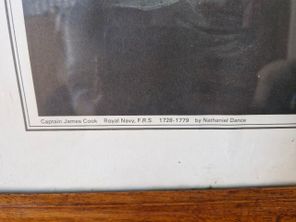 Captain James Cook Royal Navy, F.R.S. 1728-1779 by Nathaniel Dance